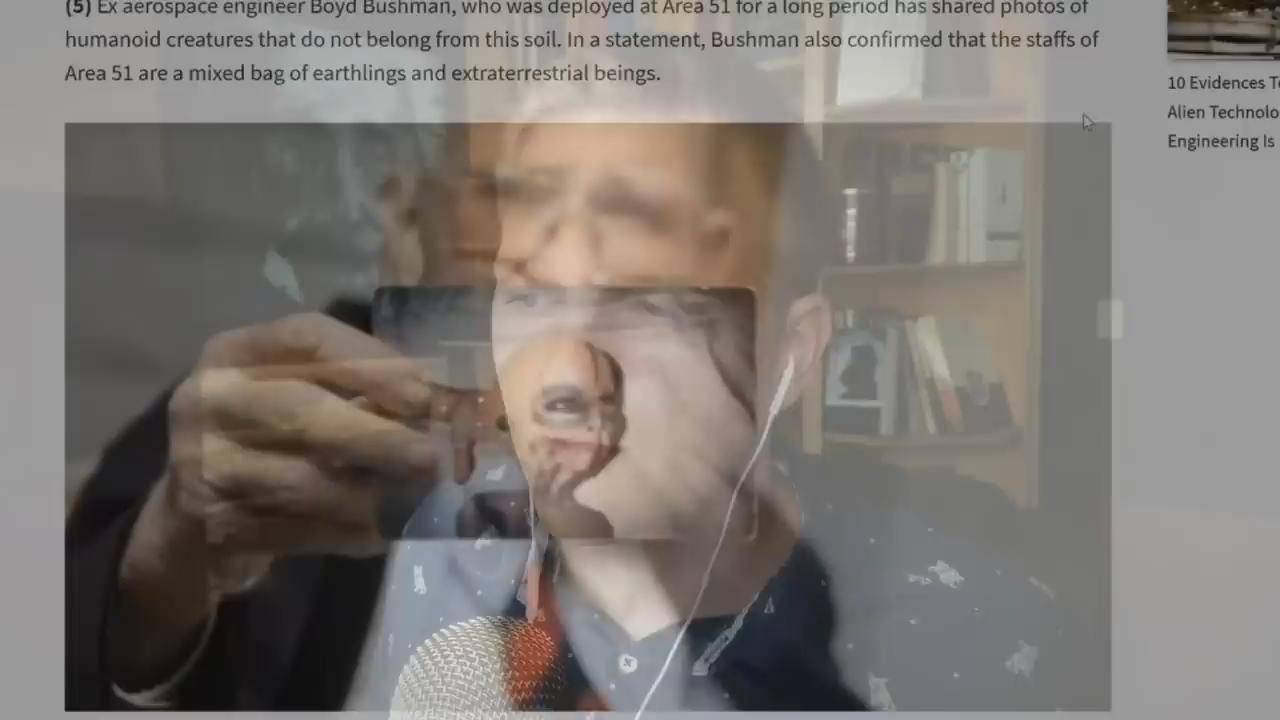 (5) Ex aerospace engineer Boyd Bushman, who was deployed at Area 51 for a long period has shared photos of
humanoid creatures that do not belong from this soil. In a statement, Bushman also confirmed that the staffs of
Area 51 are a mixed bag of earthlings and extraterrestrial beings.
10 Evidences T
Alien Technolo
Engineering Is